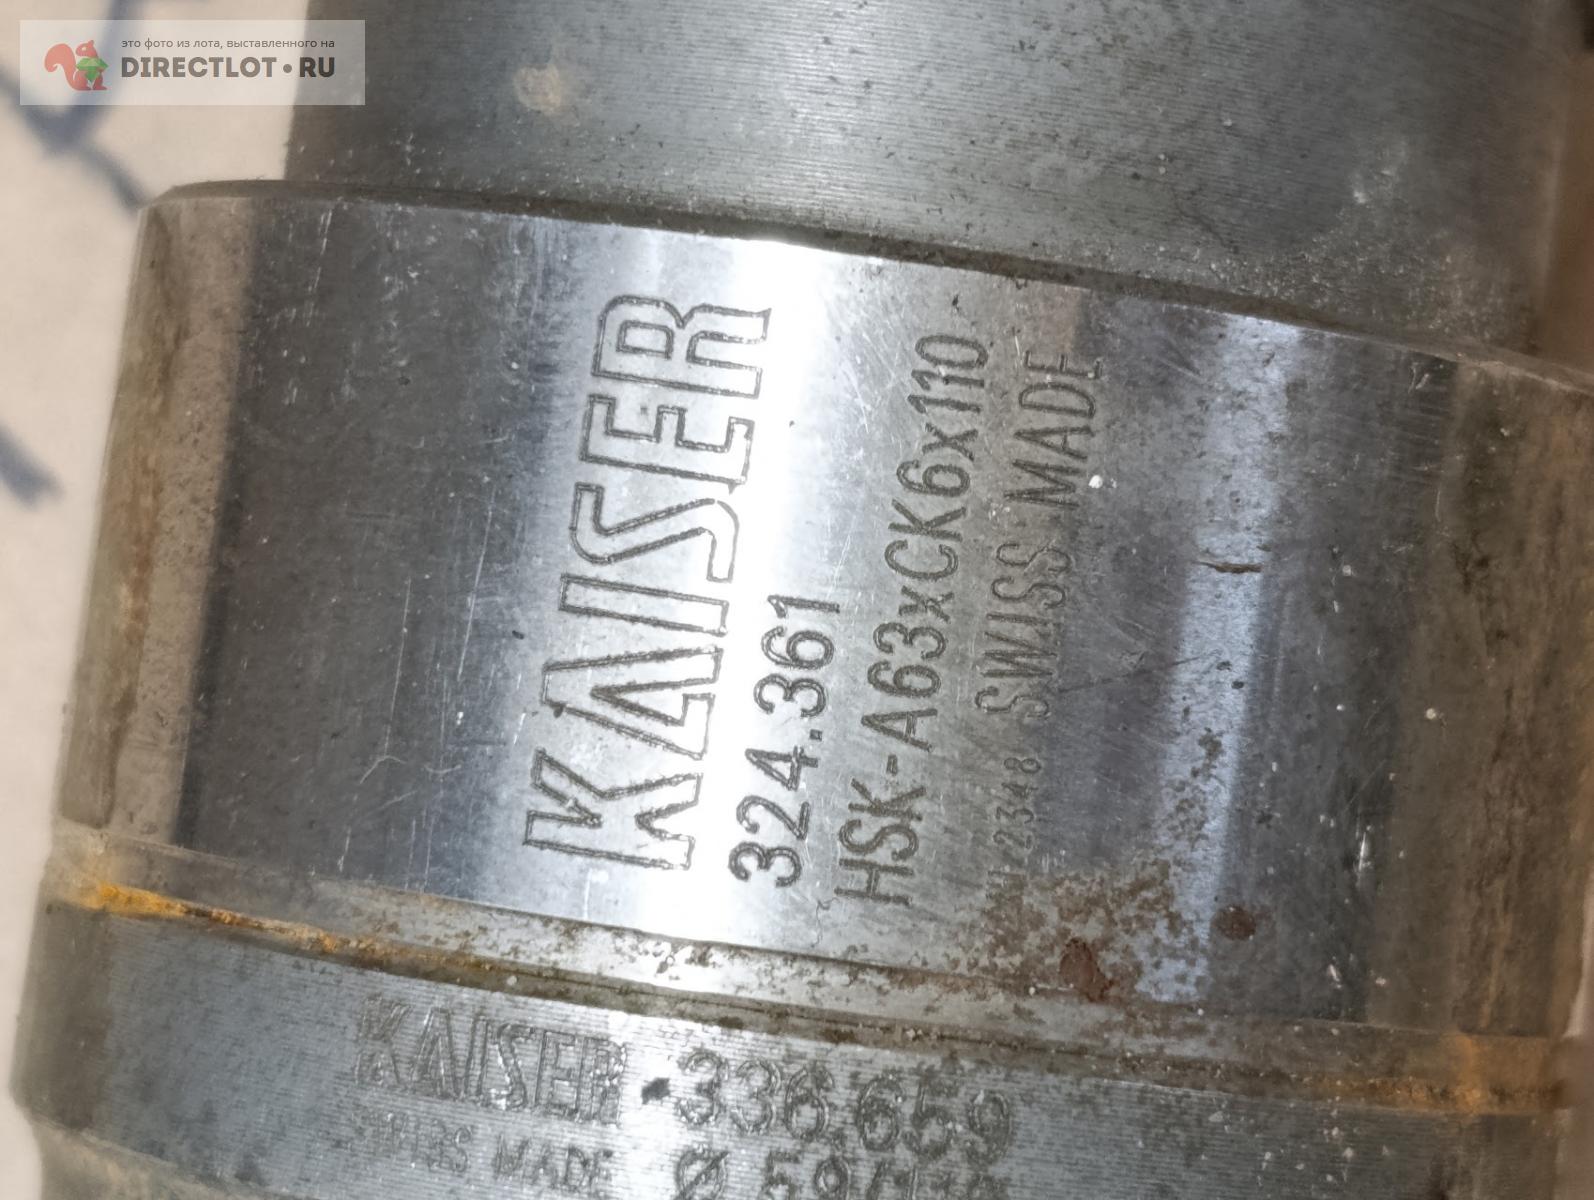 это фото из лота, выставленного на
DIRECTLOT•RU
KAISER
324.361
HSK-A63xCK6x110
2348 SWISS MADE
KAISER 336.659
SWISS MADE Ø